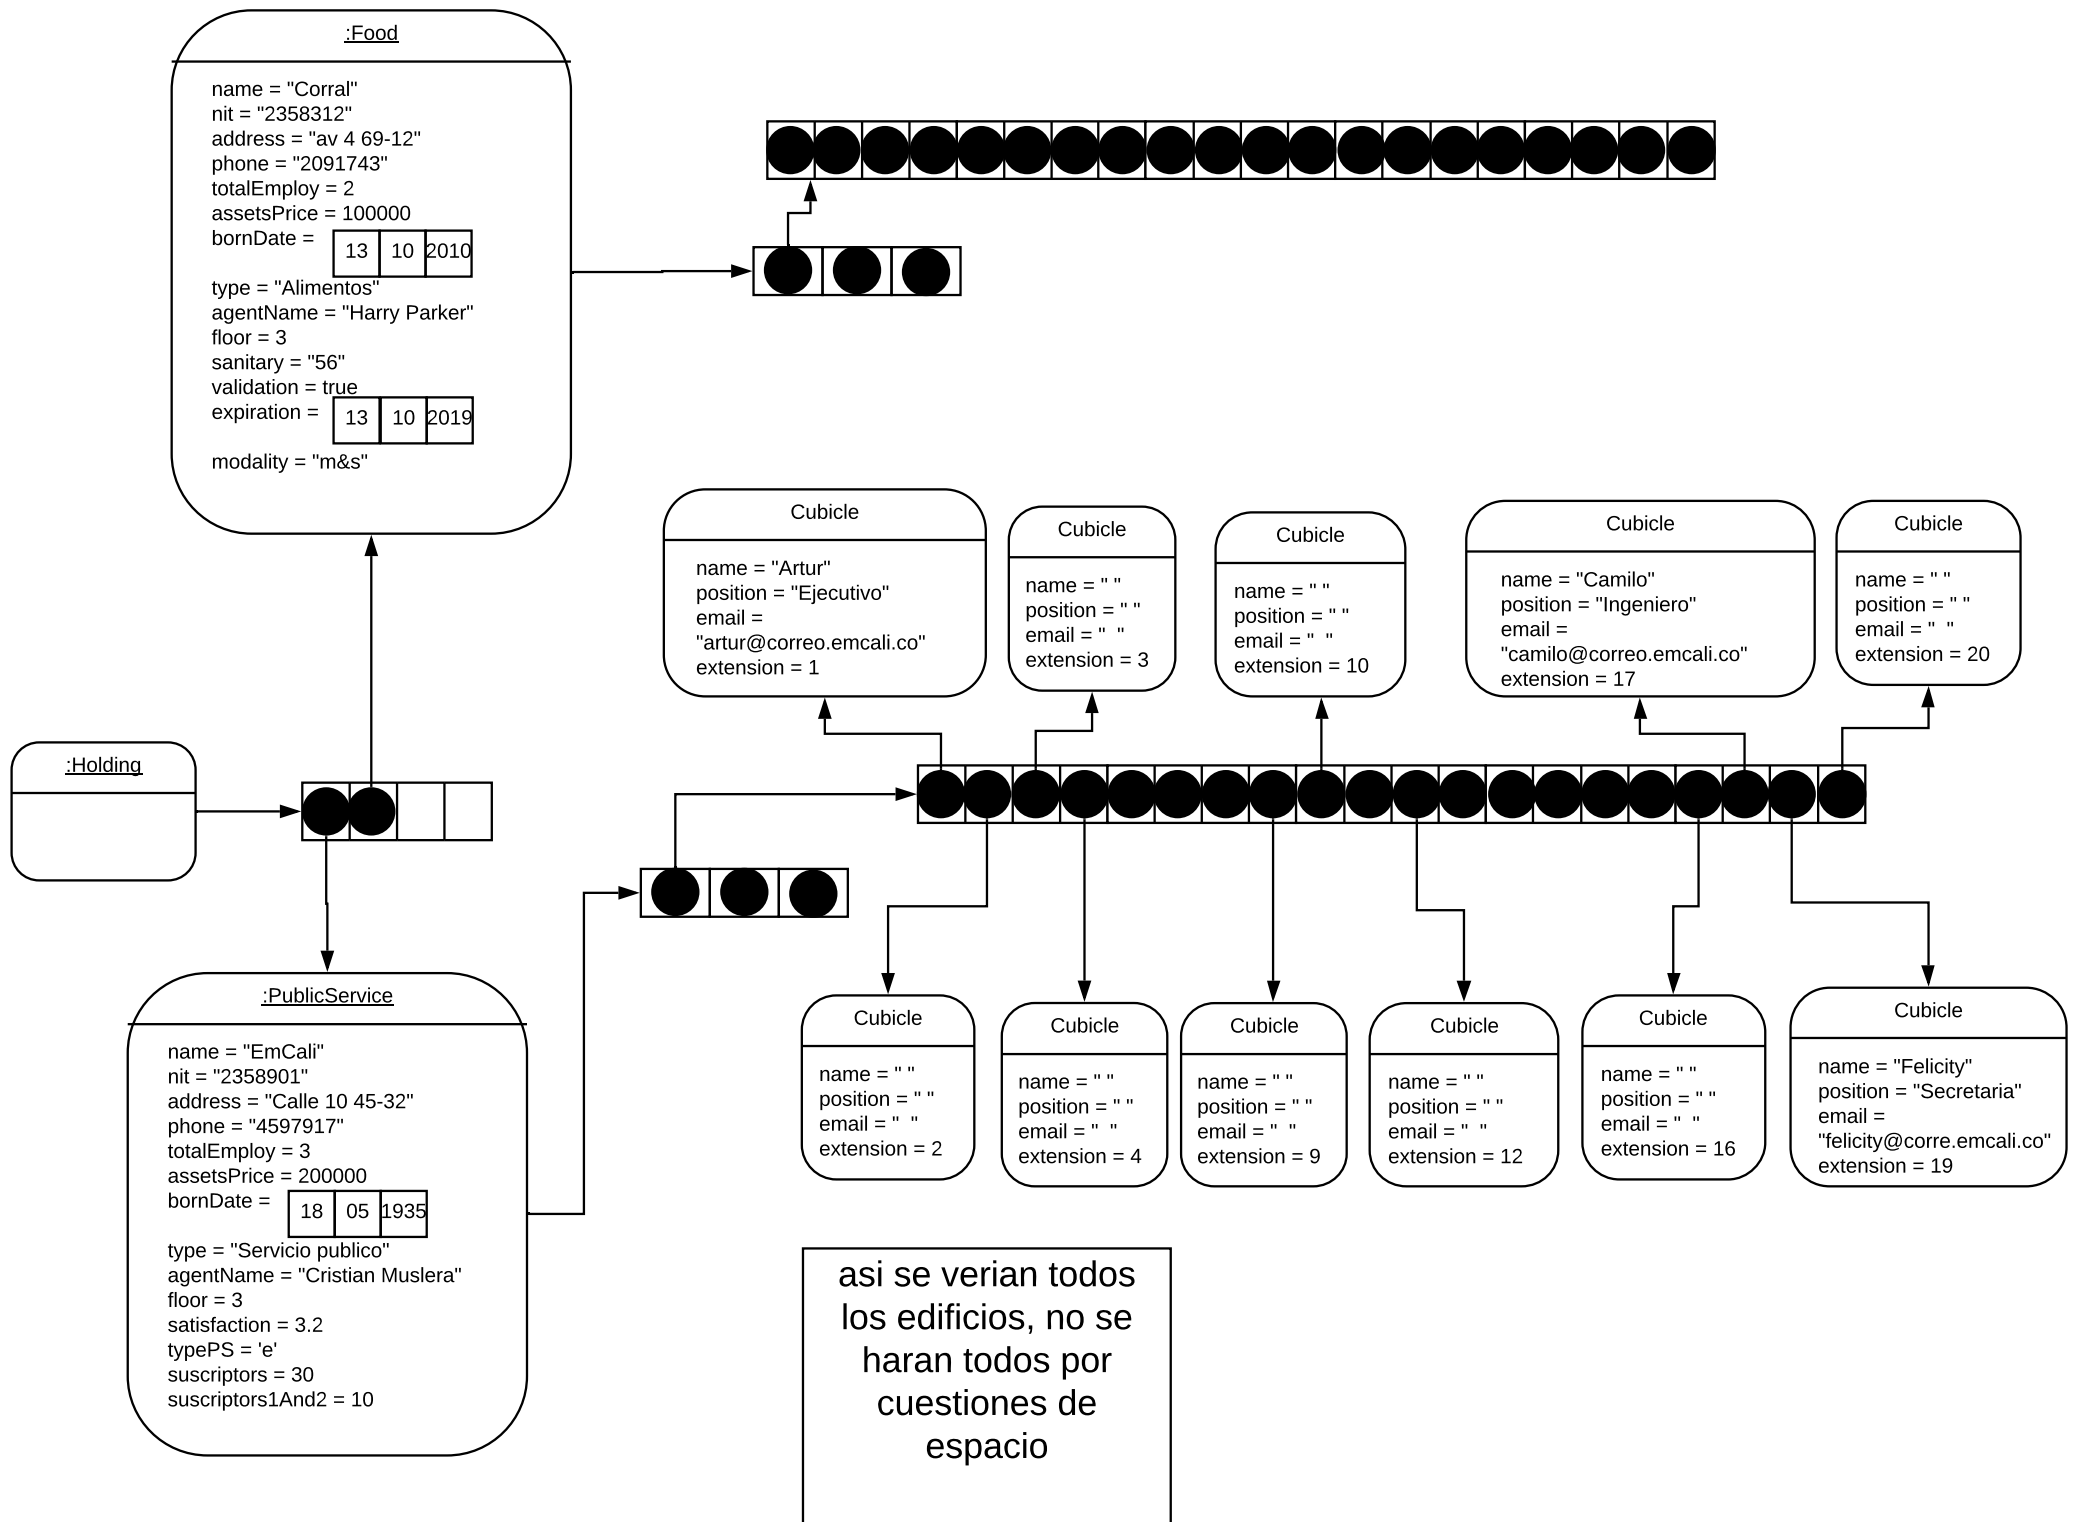 :Food
name = "Corral"
nit = "2358312"
address = "av 4 69-12"
phone = "2091743"
totalEmploy = 2
assetsPrice = 100000
bornDate =
13 10 2010
type = "Alimentos"
agentName = "Harry Parker"
floor = 3
sanitary = "56"
validation = true
expiration =
13 10 2019
modality = "m&s"
Cubicle
name = "Artur"
position = "Ejecutivo"
email =
"artur@correo.emcali.co"
extension = 1
Cubicle
name = " "
position = " "
email = "  "
extension = 3
Cubicle
name = " "
position = " "
email = "  "
extension = 10
Cubicle
name = "Camilo"
position = "Ingeniero"
email =
"camilo@correo.emcali.co"
extension = 17
Cubicle
name = " "
position = " "
email = "  "
extension = 20
:Holding
:PublicService
name = "EmCali"
nit = "2358901"
address = "Calle 10 45-32"
phone = "4597917"
totalEmploy = 3
assetsPrice = 200000
bornDate =
18 05 1935
type = "Servicio publico"
agentName = "Cristian Muslera"
floor = 3
satisfaction = 3.2
typePS = 'e'
suscriptors = 30
suscriptors1And2 = 10
Cubicle
name = " "
position = " "
email = "  "
extension = 2
Cubicle
name = " "
position = " "
email = "  "
extension = 4
Cubicle
name = " "
position = " "
email = "  "
extension = 9
Cubicle
name = " "
position = " "
email = "  "
extension = 12
Cubicle
name = " "
position = " "
email = "  "
extension = 16
Cubicle
name = "Felicity"
position = "Secretaria"
email =
"felicity@corre.emcali.co"
extension = 19
asi se verian todos
los edificios, no se
haran todos por
cuestiones de
espacio